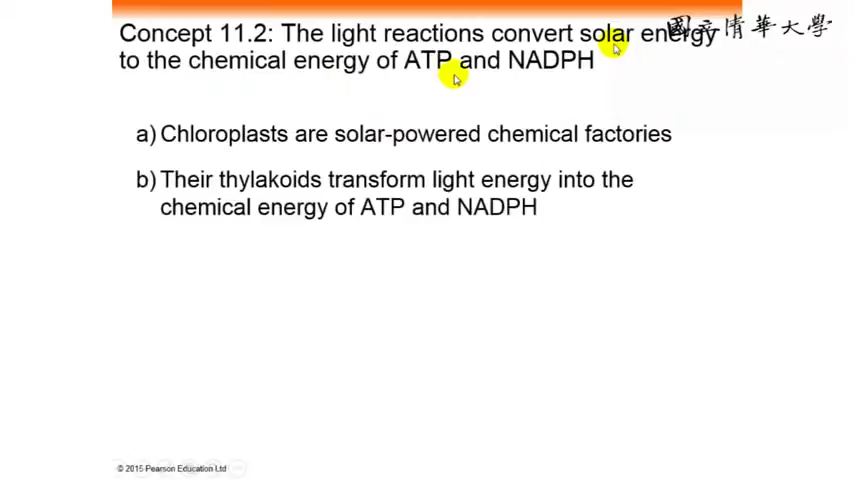 Concept 11.2: The light reactions convert solar energy
to the chemical energy of ATP and NADPH
國立清華大學
a) Chloroplasts are solar-powered chemical factories
b) Their thylakoids transform light energy into the
chemical energy of ATP and NADPH
© 2015 Pearson Education Ltd